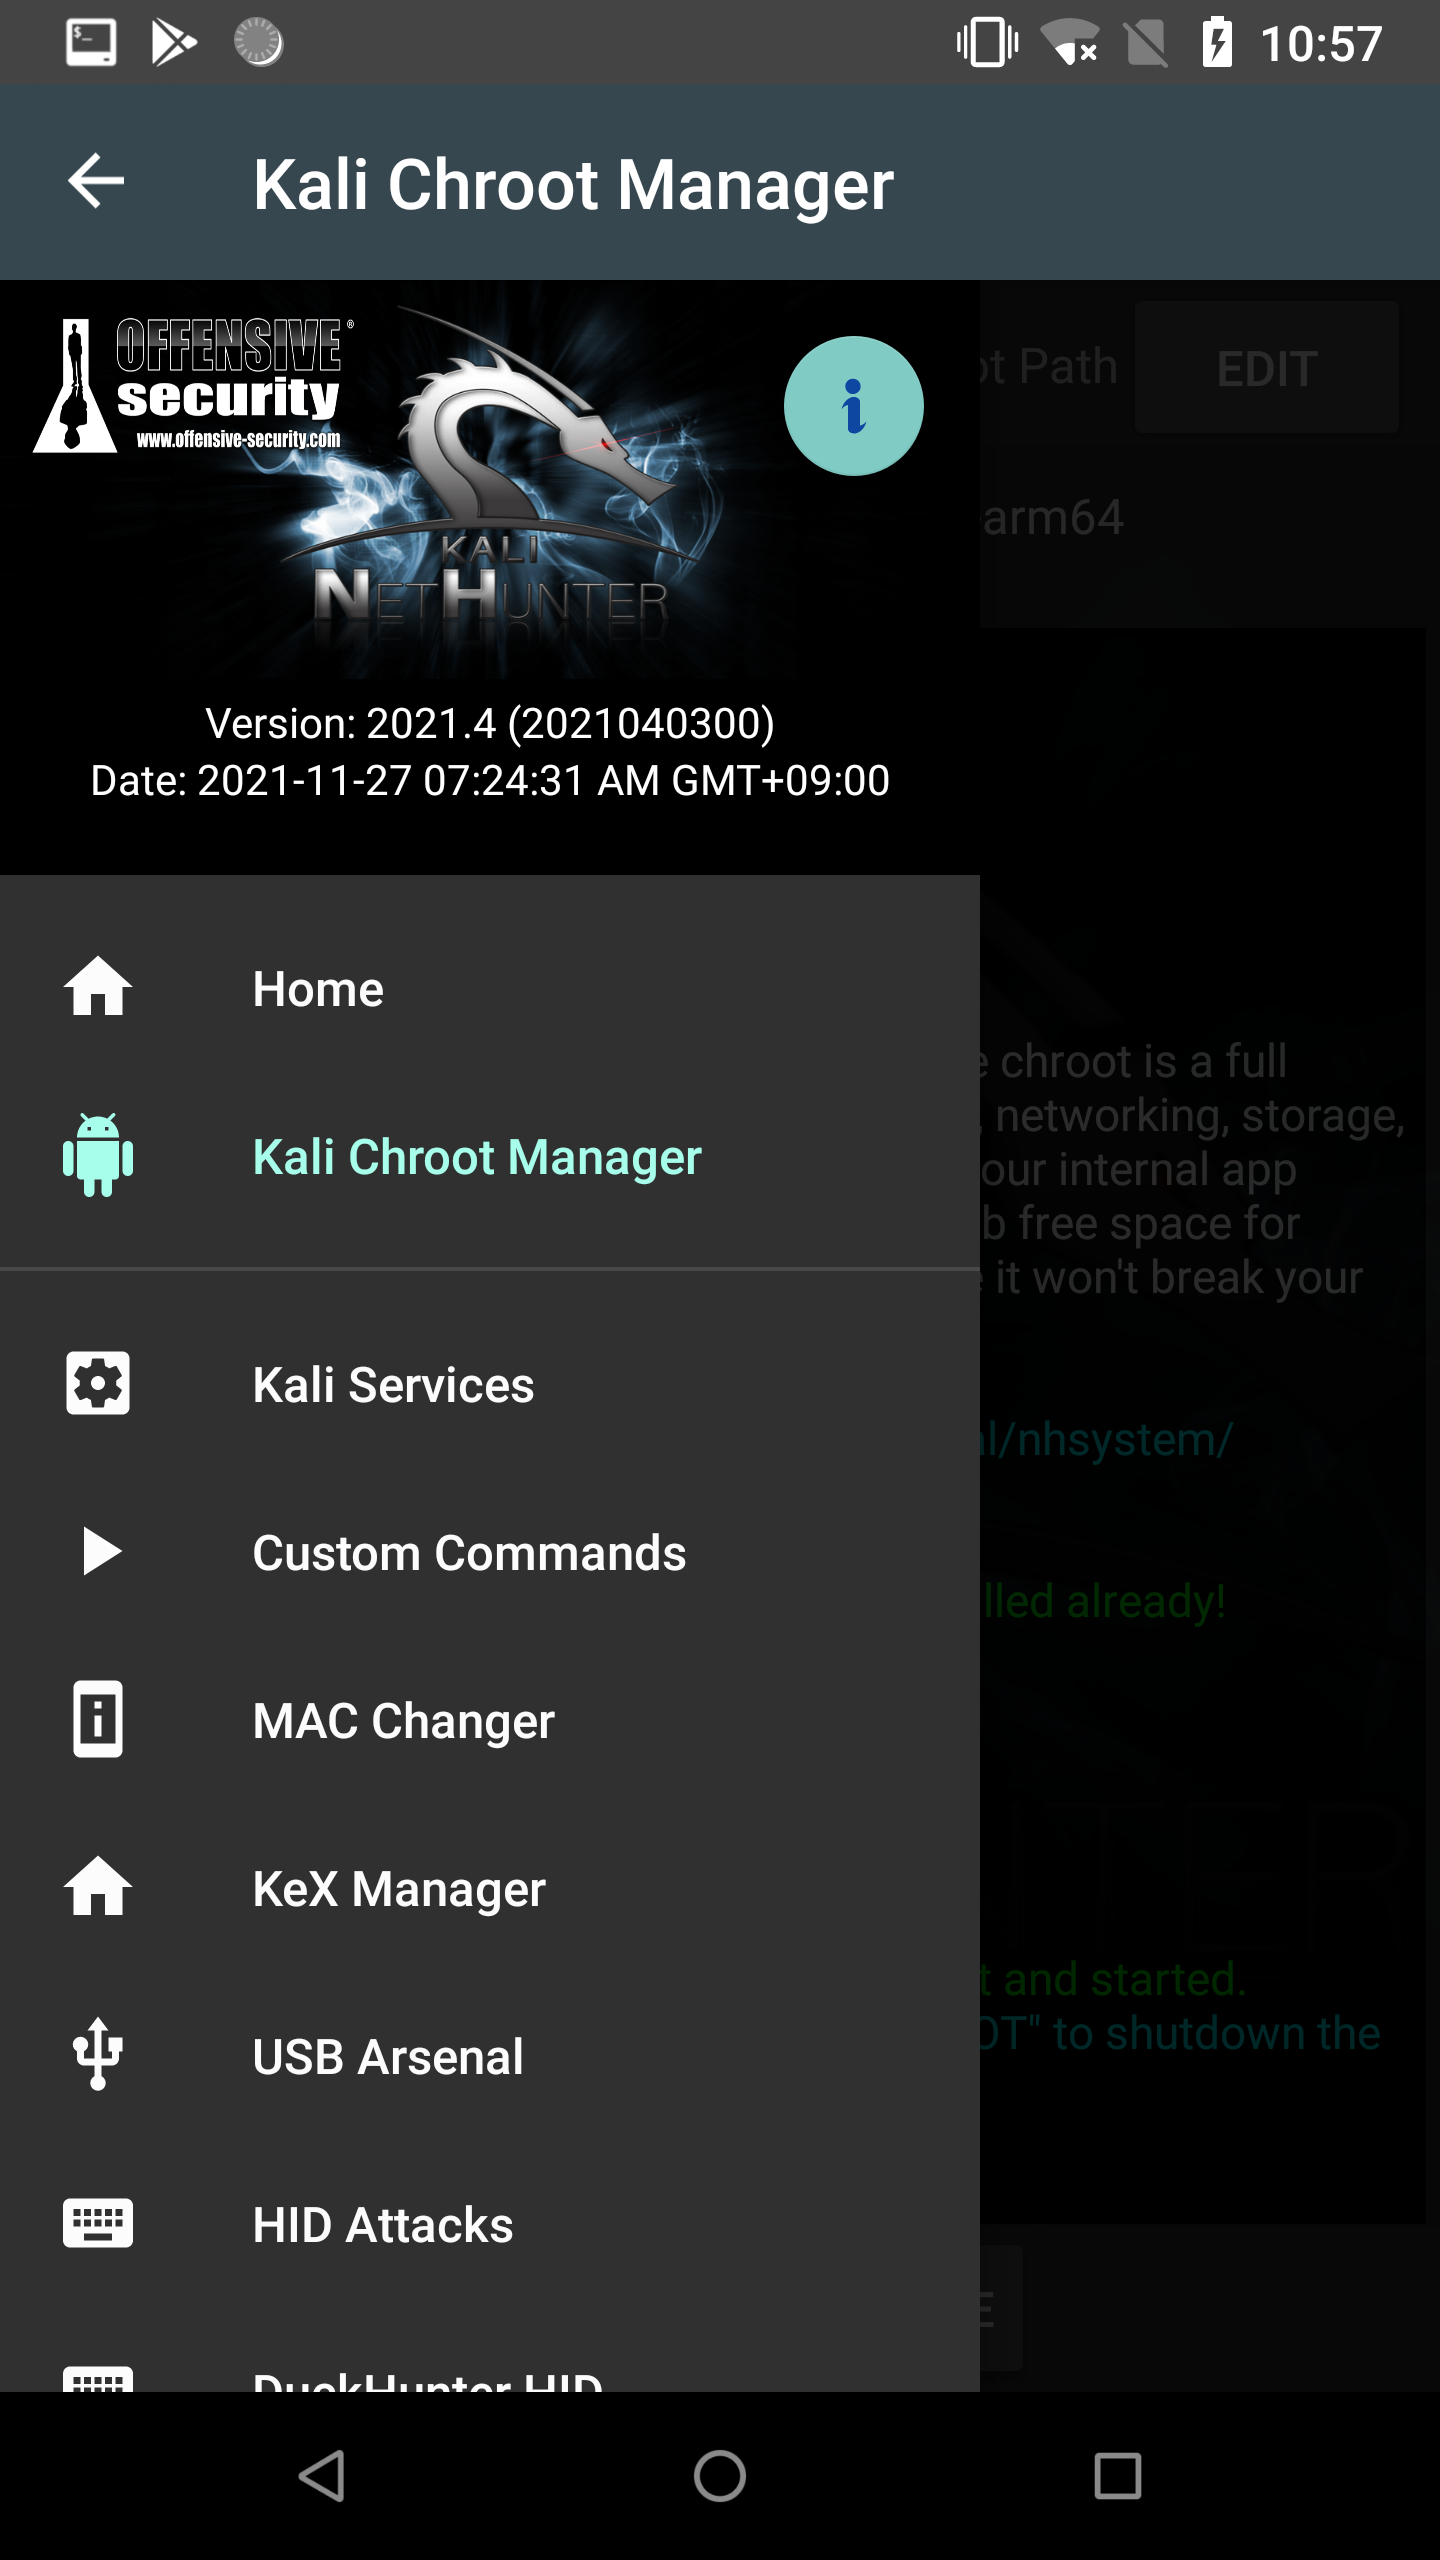 10:57
Kali Chroot Manager
OFFENSIVE®
security
www.offensive-security.com
KALI
NETHUNTER
Version: 2021.4 (2021040300)
Date: 2021-11-27 07:24:31 AM GMT+09:00
Path
EDIT
arm64
Home
chroot is a full
networking, storage,
Kali Chroot Manager
our internal app
free space for
it won't break your
Kali Services
/nhsystem/
Custom Commands
already!
MAC Changer
KeX Manager
and started.
to shutdown the
USB Arsenal
HID Attacks
DuckHunter HID